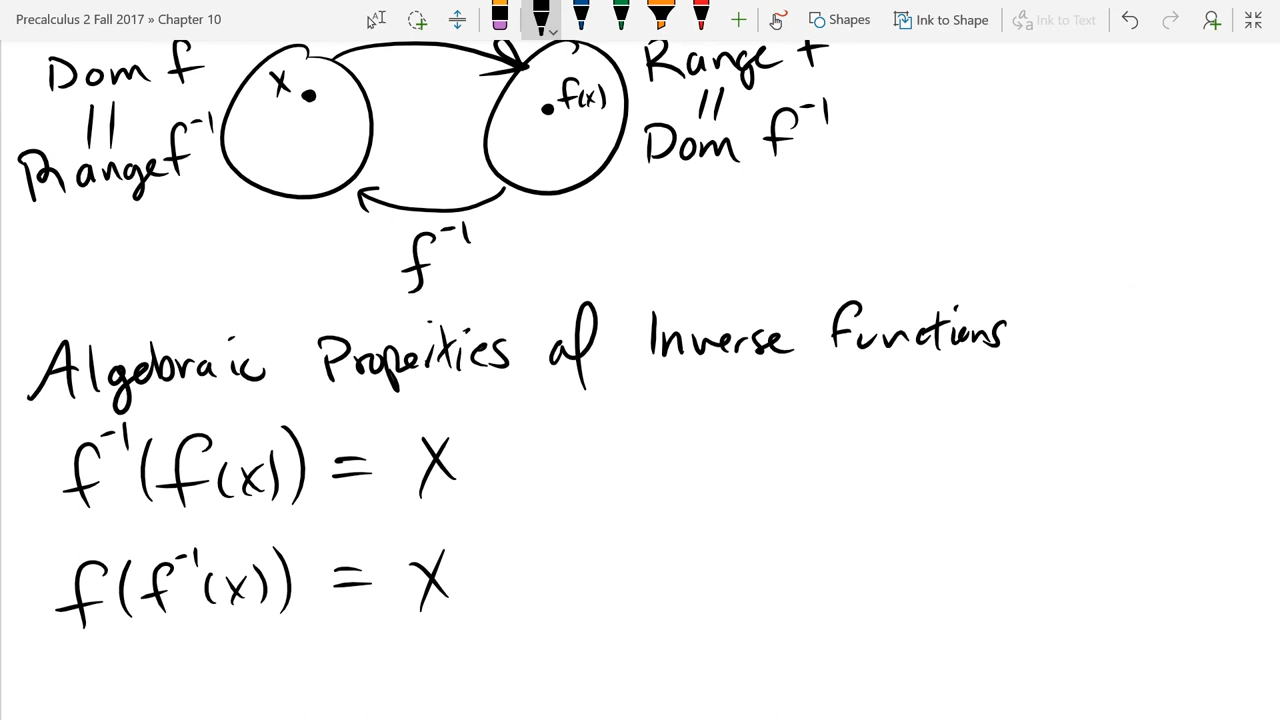 Precalculus 2 Fall 2017 » Chapter 10
Shapes
Ink to Shape
Ink to Text
Dom f
||
Range f⁻¹
x
f(x)
Range f
||
Dom f⁻¹
f⁻¹
Algebraic Properities of Inverse Functions
f⁻¹(f(x)) = x
f(f⁻¹(x)) = x